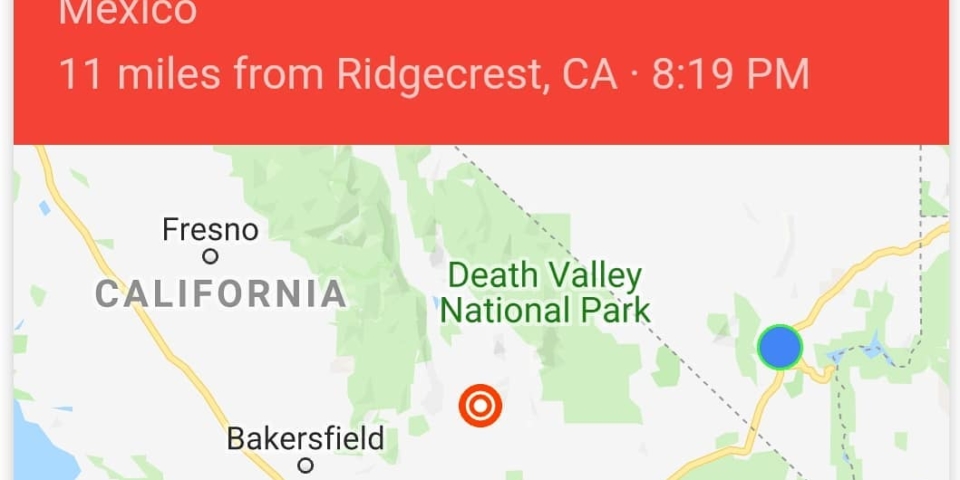 Mexico
11 miles from Ridgecrest, CA · 8:19 PM
Fresno
CALIFORNIA
Death Valley
National Park
Bakersfield